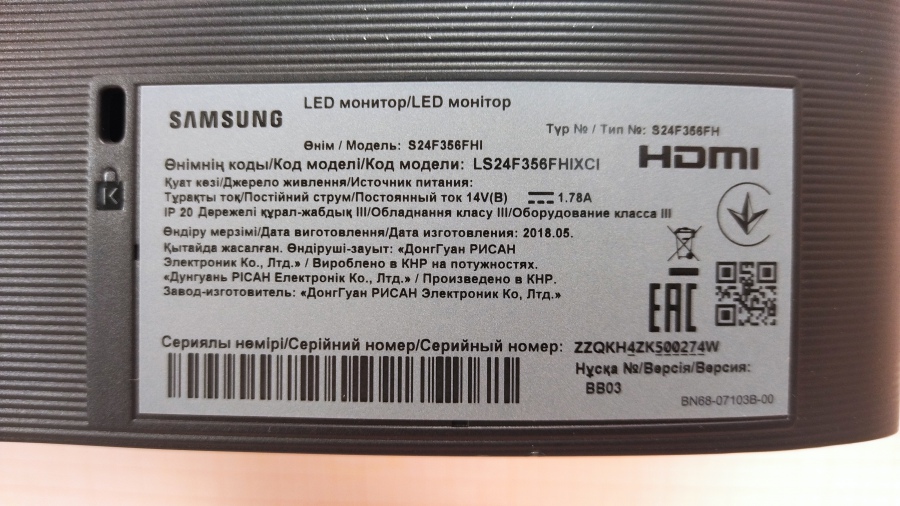 SAMSUNG
LED монитор/LED монітор
Түр № / Тип №: S24F356FH
Өнім / Модель: S24F356FHI
HDMI
Өнімнің коды/Код моделі/Код модели: LS24F356FHIXCI
Қуат көзі/Джерело живлення/Источник питания:
Тұрақты ток/Постійний струм/Постоянный ток 14V(В) 1.78A
IP 20 Дәрежелі құрал-жабдық III/Обладнання класу III/Оборудование класса III
Өндіру мерзімі/Дата виготовлення/Дата изготовления: 2018.05.
Қытайда жасалған. Өндіруші-зауыт: «ДонгГуан РИСАН
Електроник Ко., Лтд.» / Вироблено в КНР на потужностях.
«Дунгуань РІСАН Електронік Ко., Лтд.» / Произведено в КНР.
Завод-изготовитель: «ДонгГуан РИСАН Электроник Ко, Лтд.»
EAC
Сериялы немірі/Серійний номер/Серийный номер: ZZQKH4ZK500274W
Нұсқа №/Версія/Версия:
BB03
BN68-07103B-00
K